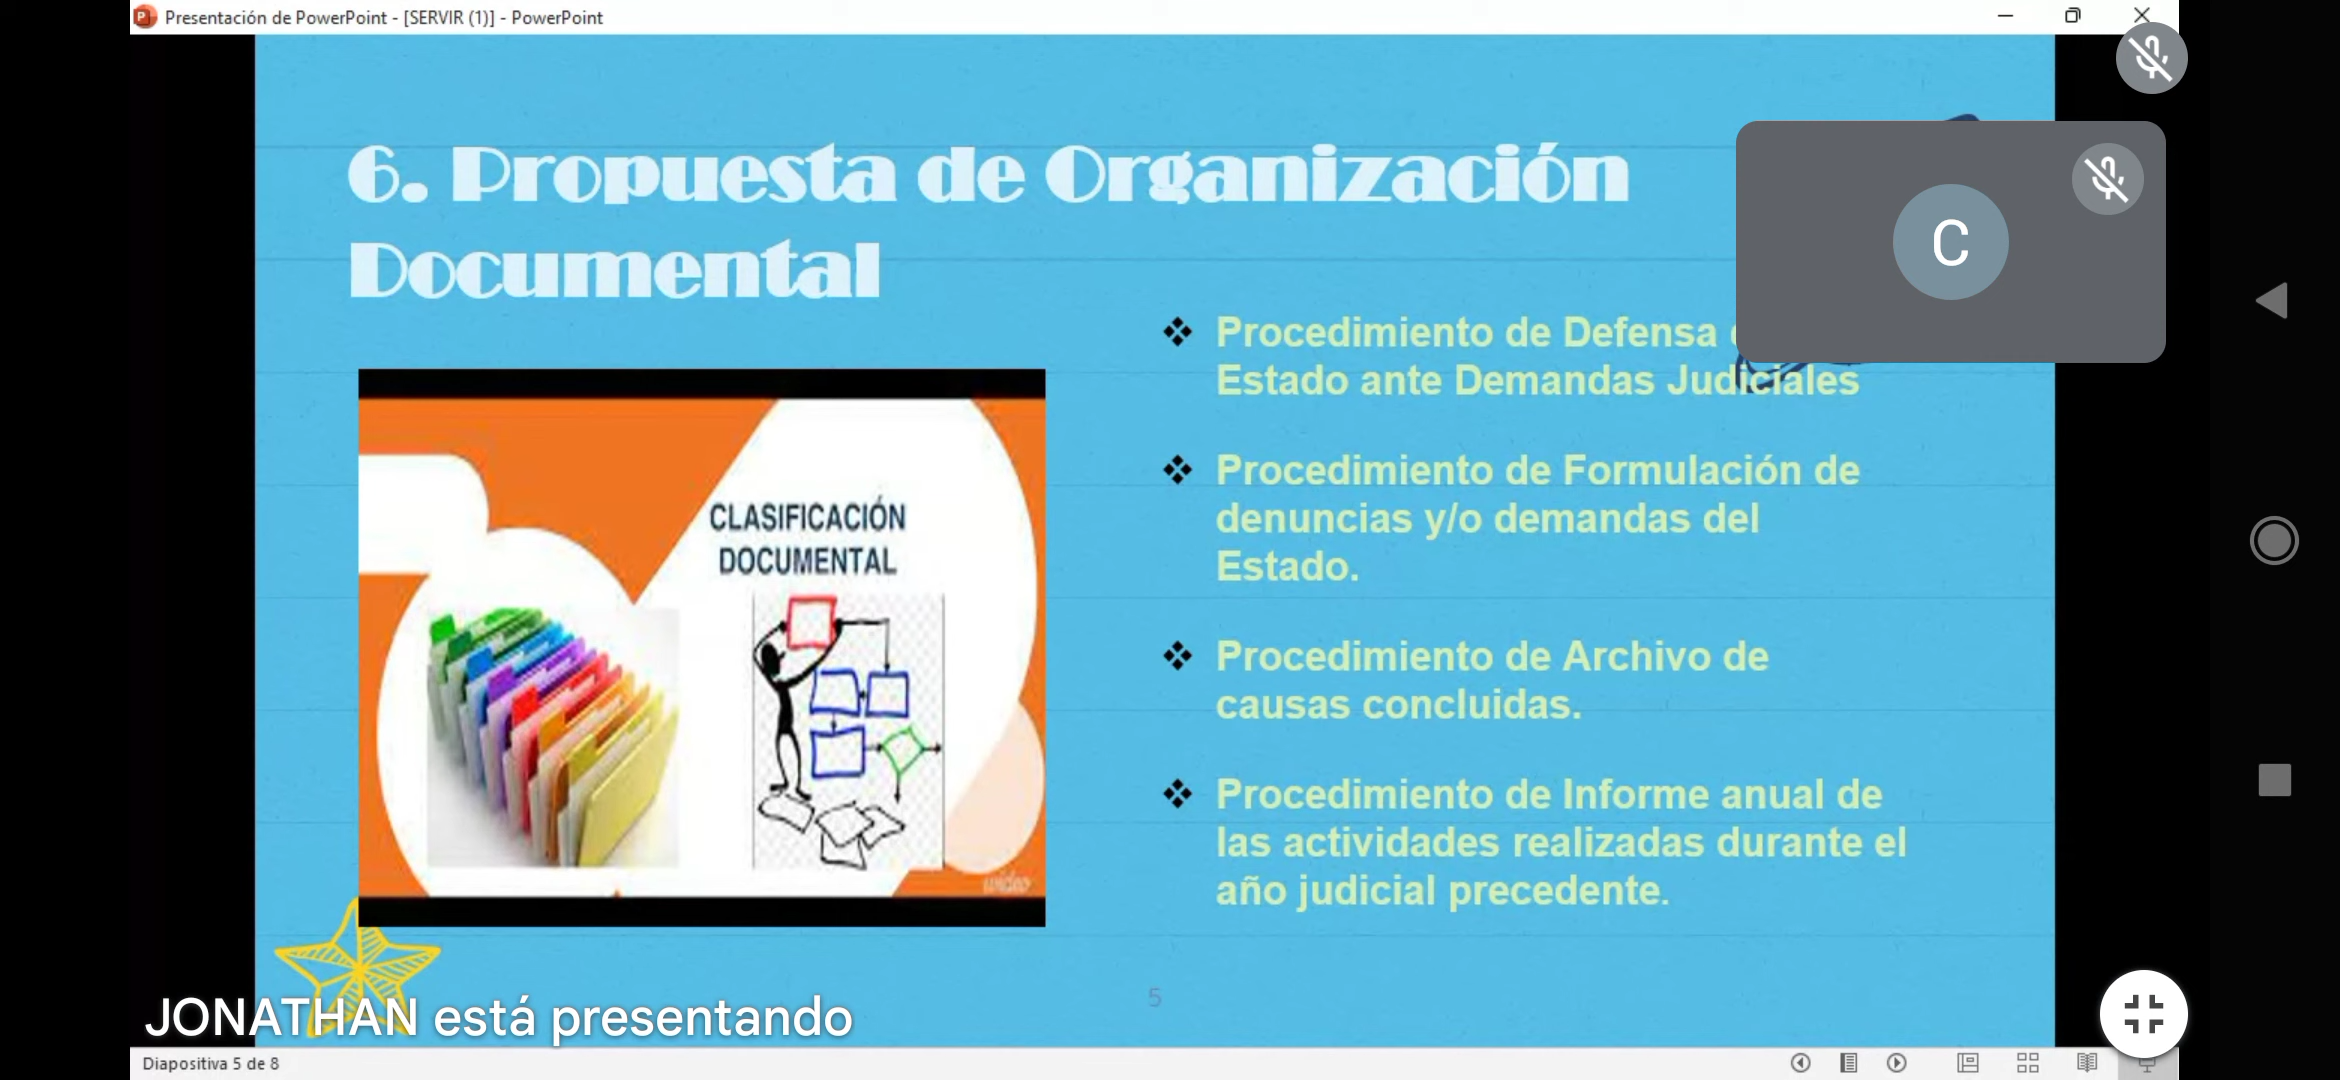 Presentación de PowerPoint - [SERVIR (1)] - PowerPoint
6. Propuesta de Organización
Documental
C
Procedimiento de Defensa
Estado ante Demandas Judiciales
Procedimiento de Formulación de
denuncias y/o demandas del
Estado.
Procedimiento de Archivo de
causas concluidas.
Procedimiento de Informe anual de
las actividades realizadas durante el
año judicial precedente.
CLASIFICACIÓN
DOCUMENTAL
5
JONATHAN está presentando
Diapositiva 5 de 8